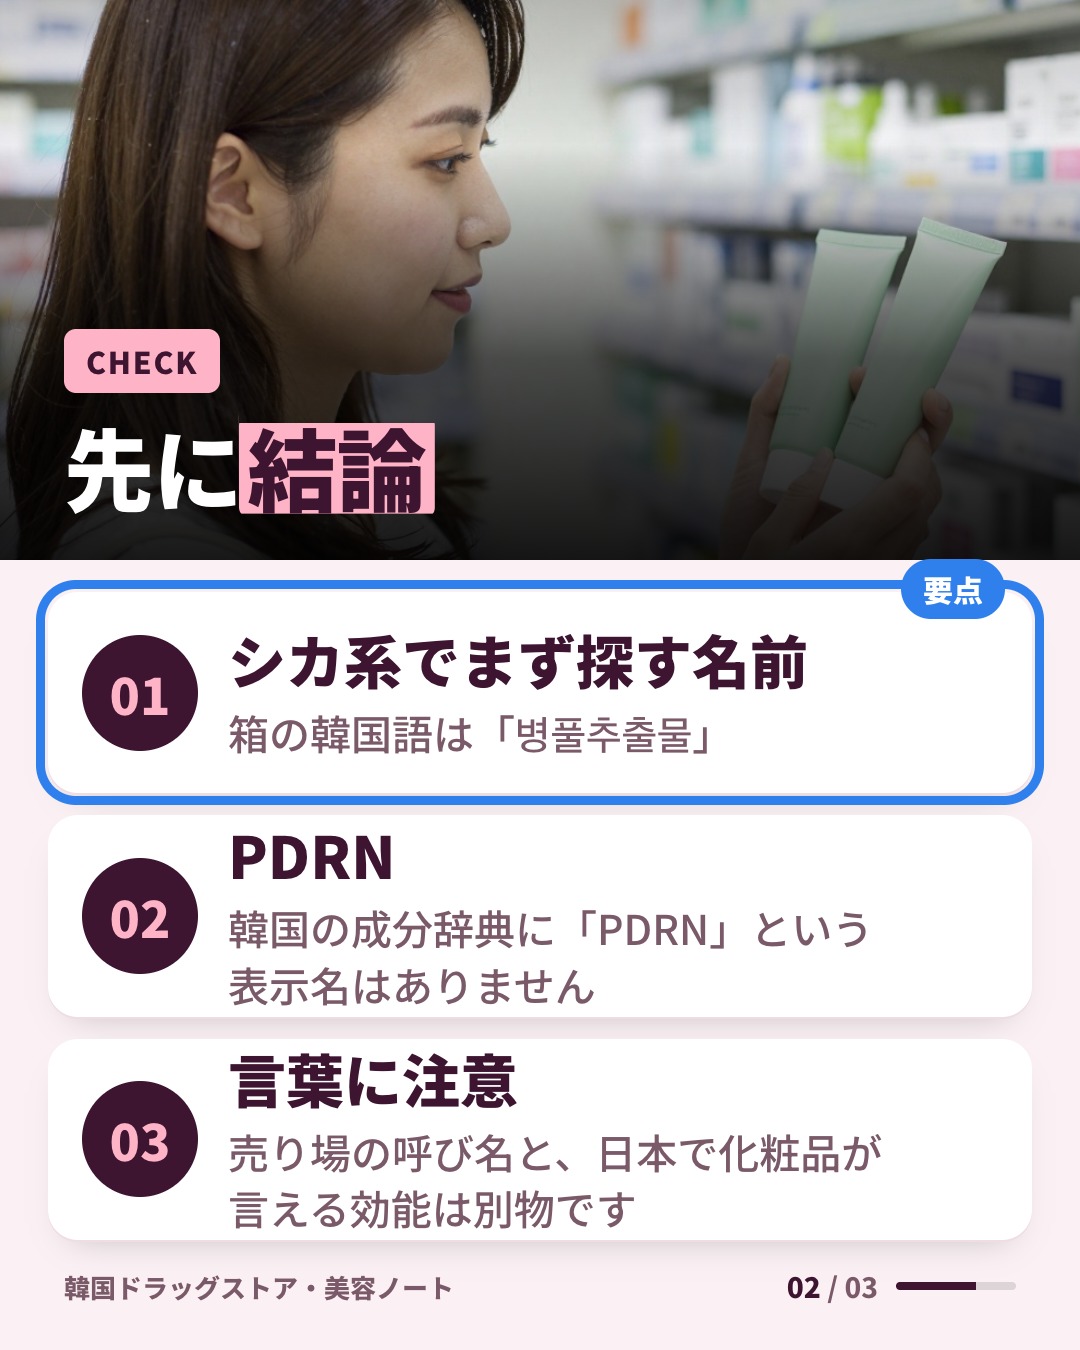 CHECK
先に結論
要点
01
シカ系でまず探す名前
箱の韓国語は「병풀추출물」
02
PDRN
韓国の成分辞典に「PDRN」という
表示名はありません
03
言葉に注意
売り場の呼び名と、日本で化粧品が
言える効能は別物です
韓国ドラッグストア・美容ノート
02 / 03